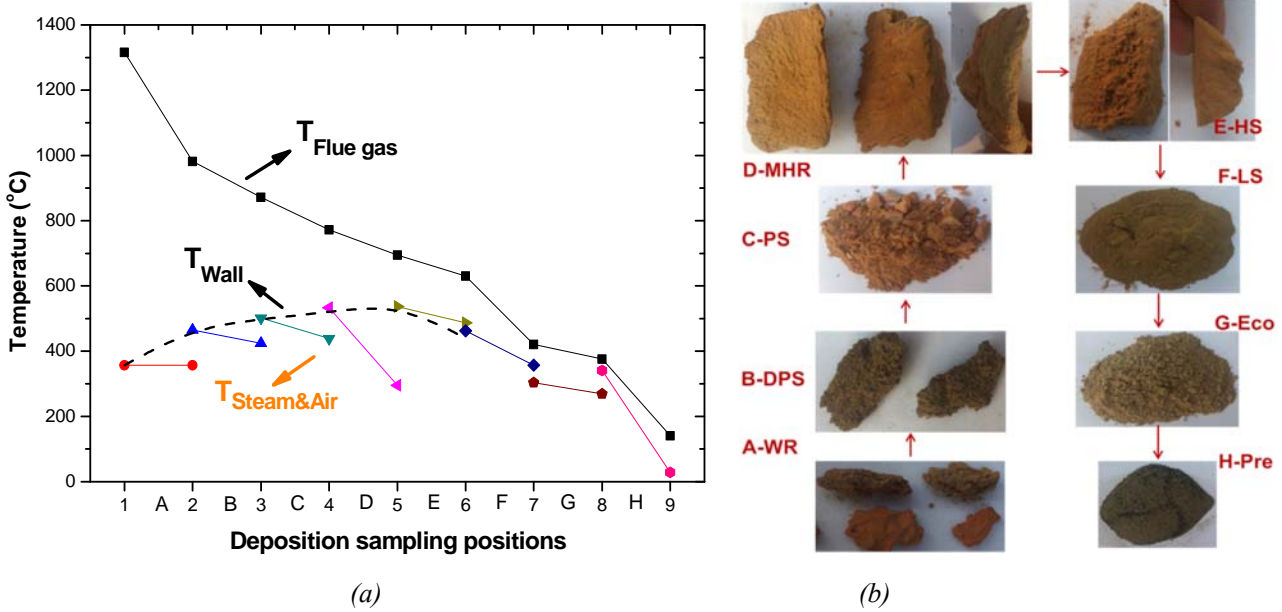 1400
1200
1000
800
600
400
200
0
Temperature (°C)
T Flue gas
T Wall
T Steam&Air
1 A 2 B 3 C 4 D 5 E 6 F 7 G 8 H 9
Deposition sampling positions
(a)
D-MHR
C-PS
B-DPS
A-WR
E-HS
F-LS
G-Eco
H-Pre
(b)